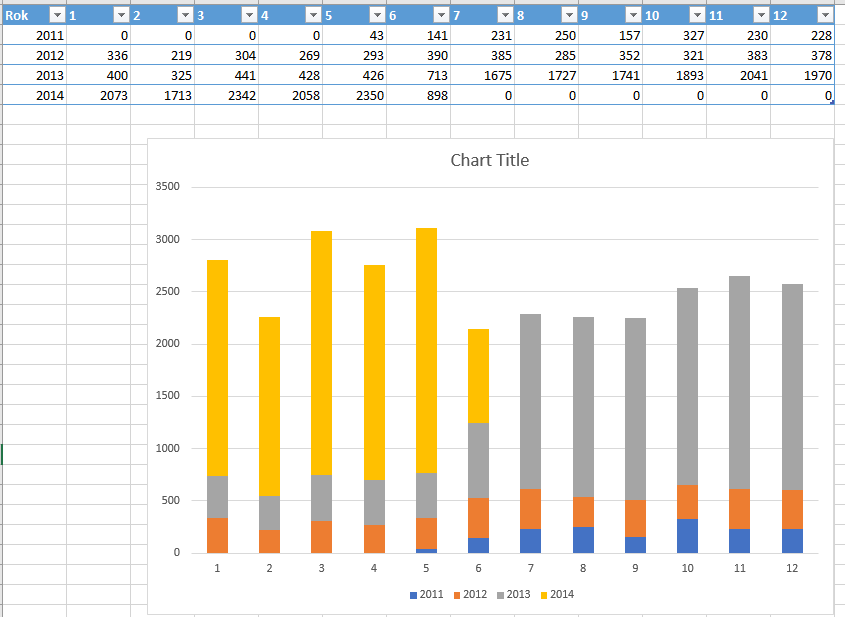 Rok 1 2 3 4 5 6 7 8 9 10 11 12
2011 0 0 0 0 43 141 231 250 157 327 230 228
2012 336 219 304 269 293 390 385 285 352 321 383 378
2013 400 325 441 428 426 713 1675 1727 1741 1893 2041 1970
2014 2073 1713 2342 2058 2350 898 0 0 0 0 0 0
Chart Title
3500
3000
2500
2000
1500
1000
500
0
1 2 3 4 5 6 7 8 9 10 11 12
2011 2012 2013 2014